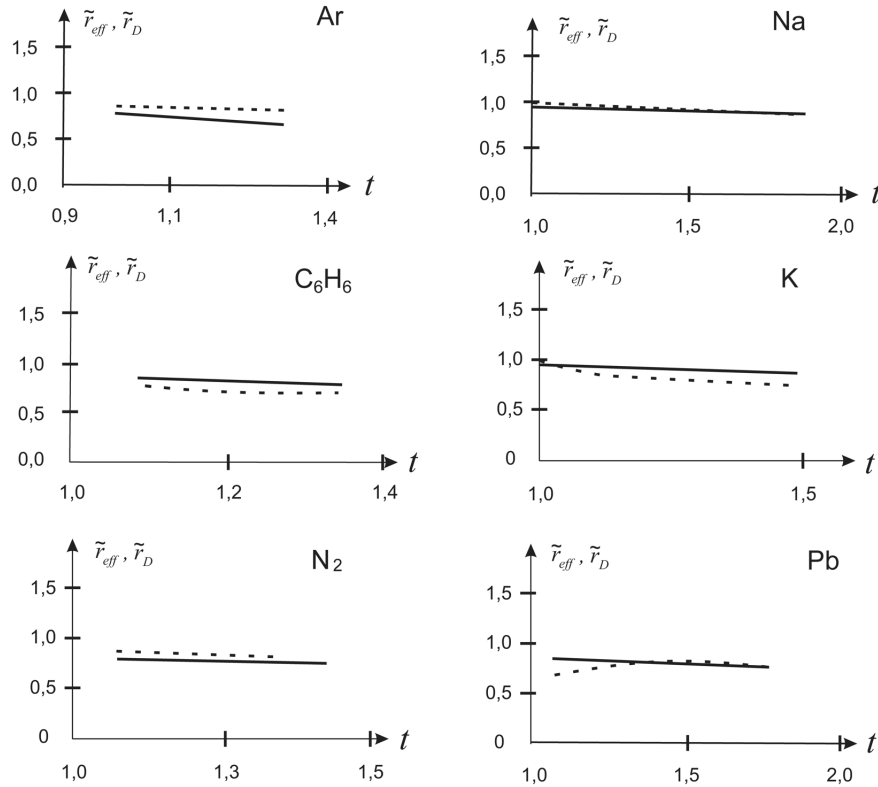 r̃eff , r̃D
Ar
1,5
1,0
0,5
0,0
t
0,9
1,1
1,4
r̃eff , r̃D
Na
1,5
1,0
0,5
0,0
t
1,0
1,5
2,0
r̃eff , r̃D
C6H6
1,5
1,0
0,5
0,0
t
1,0
1,2
1,4
r̃eff , r̃D
K
1,5
1,0
0,5
0
t
1,0
1,5
r̃eff , r̃D
N2
1,5
1,0
0,5
0
t
1,0
1,3
1,5
r̃eff , r̃D
Pb
1,5
1,0
0,5
0
t
1,0
1,5
2,0